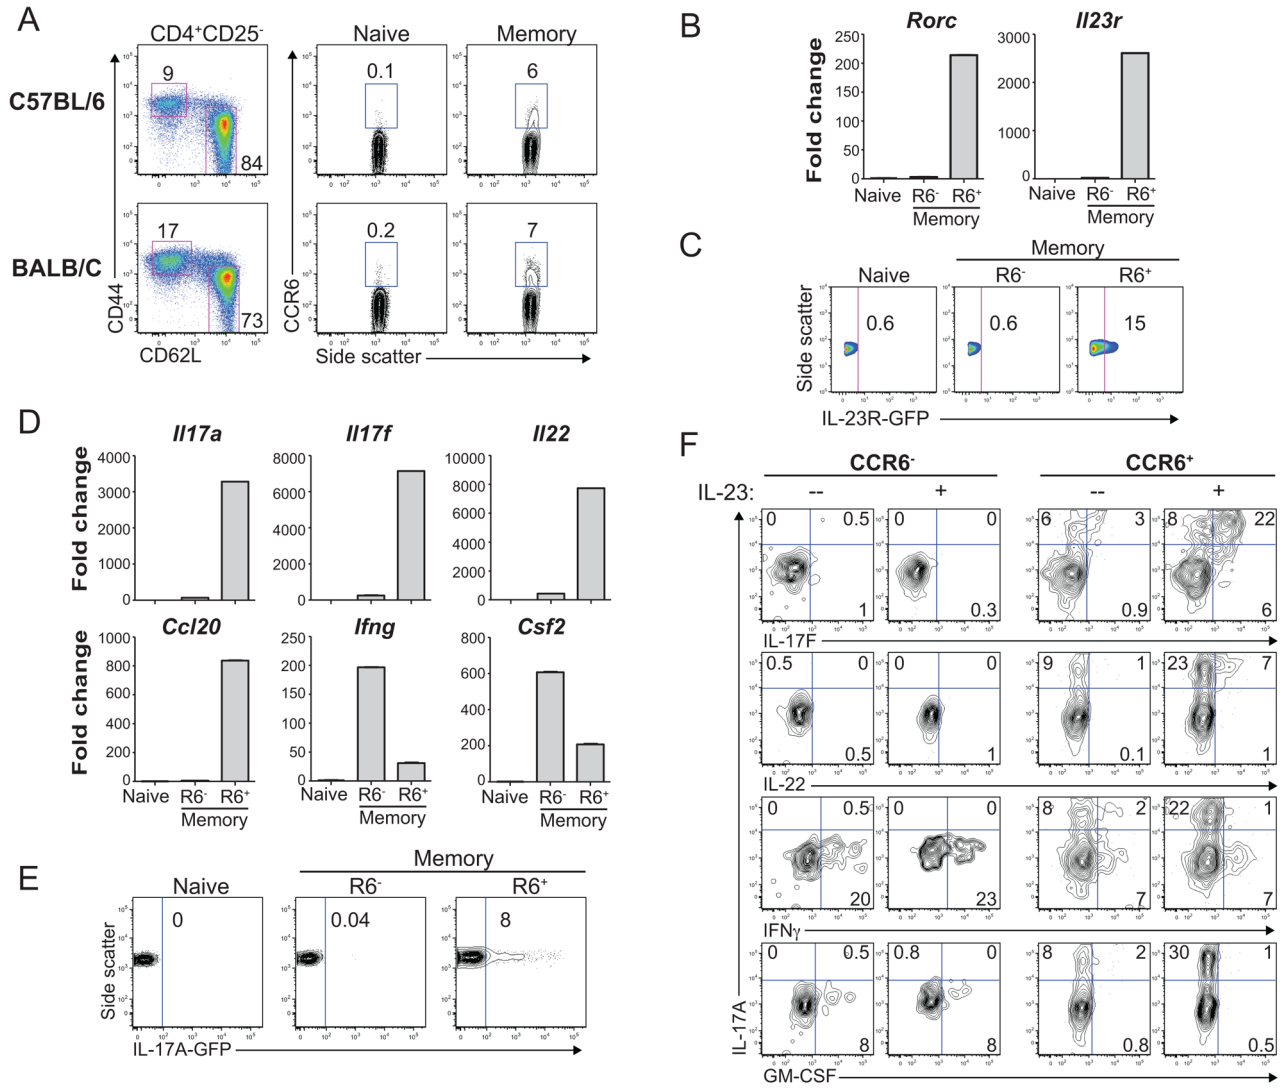 A
CD4+CD25-
Naive
Memory
C57BL/6
9
84
0.1
6
BALB/C
17
73
0.2
7
CD44
CCR6
CD62L
Side scatter
B
Rorc
Il23r
Fold change
250
200
150
100
50
0
3000
2000
1000
0
Naive R6- R6+
Memory
Naive R6- R6+
Memory
C
Memory
Naive
R6-
R6+
Side scatter
0.6
0.6
15
IL-23R-GFP
D
Il17a
Il17f
Il22
Fold change
4000
3000
2000
1000
0
8000
6000
4000
2000
0
10000
8000
6000
4000
2000
0
Ccl20
Ifng
Csf2
Fold change
1000
800
600
400
200
0
250
200
150
100
50
0
800
600
400
200
0
Naive R6- R6+
Memory
Naive R6- R6+
Memory
Naive R6- R6+
Memory
E
Memory
Naive
R6-
R6+
Side scatter
0
0.04
8
IL-17A-GFP
F
CCR6-
CCR6+
IL-23:
--
+
--
+
0 0.5
1
0 0
0.3
6 3
0.9
8 22
6
IL-17F
0.5 0
0.5
0 0
1
9 1
0.1
23 7
1
IL-22
0 0.5
20
0 0
23
8 2
7
22 1
7
IFNγ
0 0.5
8
0.8 0
8
8 2
0.8
30 1
0.5
IL-17A
GM-CSF